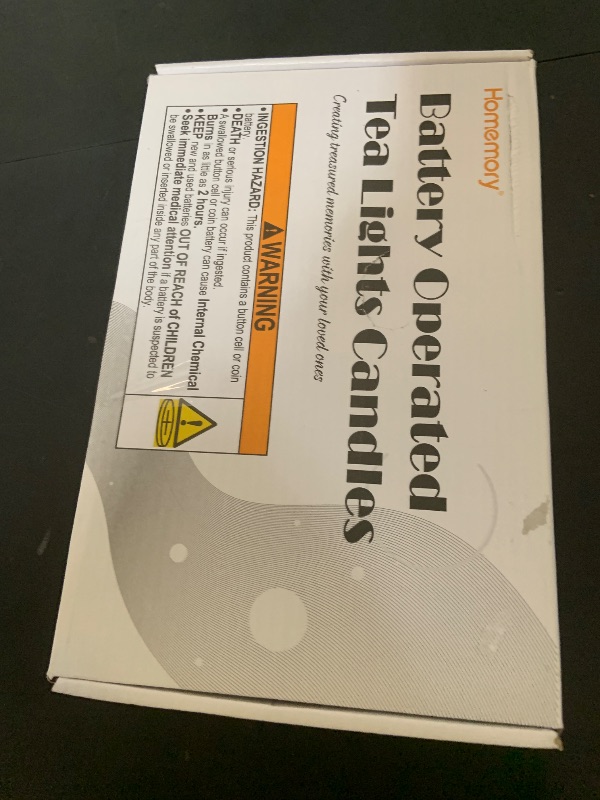 Homemory
Battery Operated
Tea Lights Candles
Creating treasured memories with your loved ones
WARNING
• INGESTION HAZARD: This product contains a button cell or coin
battery.
• DEATH or serious injury can occur if ingested.
• A swallowed button cell or coin battery can cause Internal Chemical
Burns in as little as 2 hours.
• KEEP new and used batteries OUT OF REACH of CHILDREN
• Seek immediate medical attention if a battery is suspected to
be swallowed or inserted inside any part of the body.